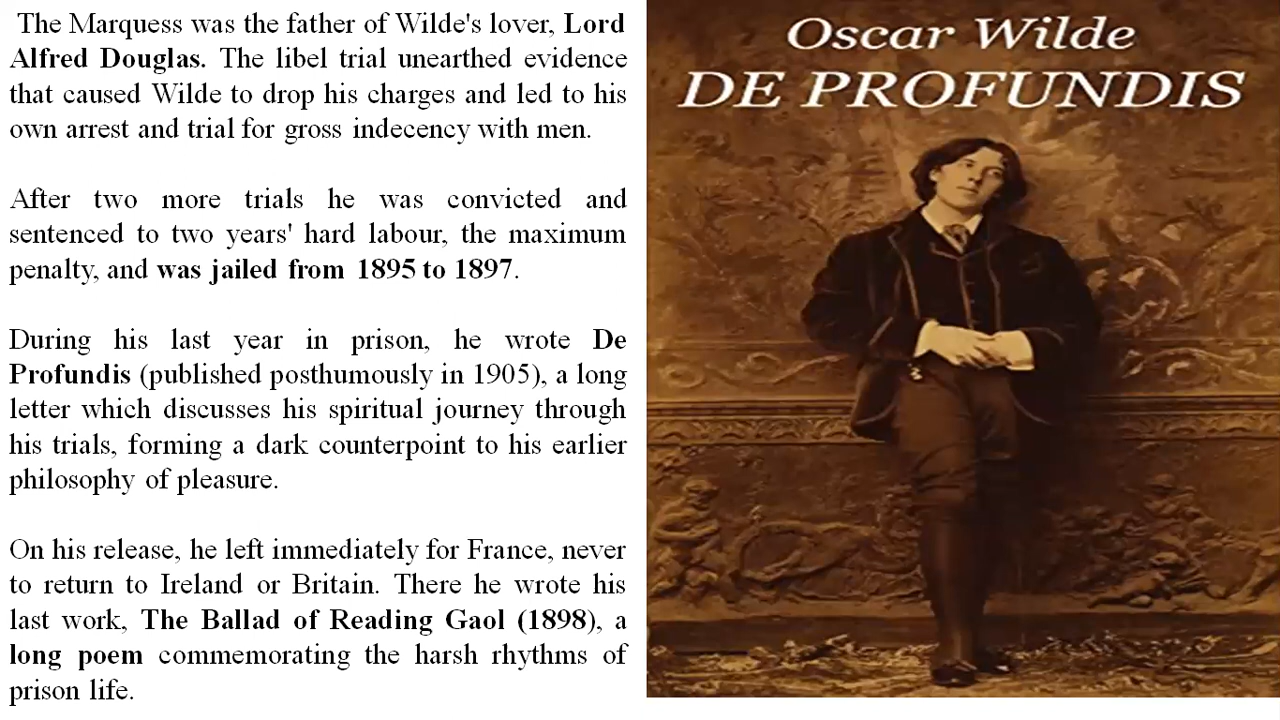 The Marquess was the father of Wilde's lover, Lord
Alfred Douglas. The libel trial unearthed evidence
that caused Wilde to drop his charges and led to his
own arrest and trial for gross indecency with men.
After two more trials he was convicted and
sentenced to two years' hard labour, the maximum
penalty, and was jailed from 1895 to 1897.
During his last year in prison, he wrote De
Profundis (published posthumously in 1905), a long
letter which discusses his spiritual journey through
his trials, forming a dark counterpoint to his earlier
philosophy of pleasure.
On his release, he left immediately for France, never
to return to Ireland or Britain. There he wrote his
last work, The Ballad of Reading Gaol (1898), a
long poem commemorating the harsh rhythms of
prison life.
Oscar Wilde
DE PROFUNDIS